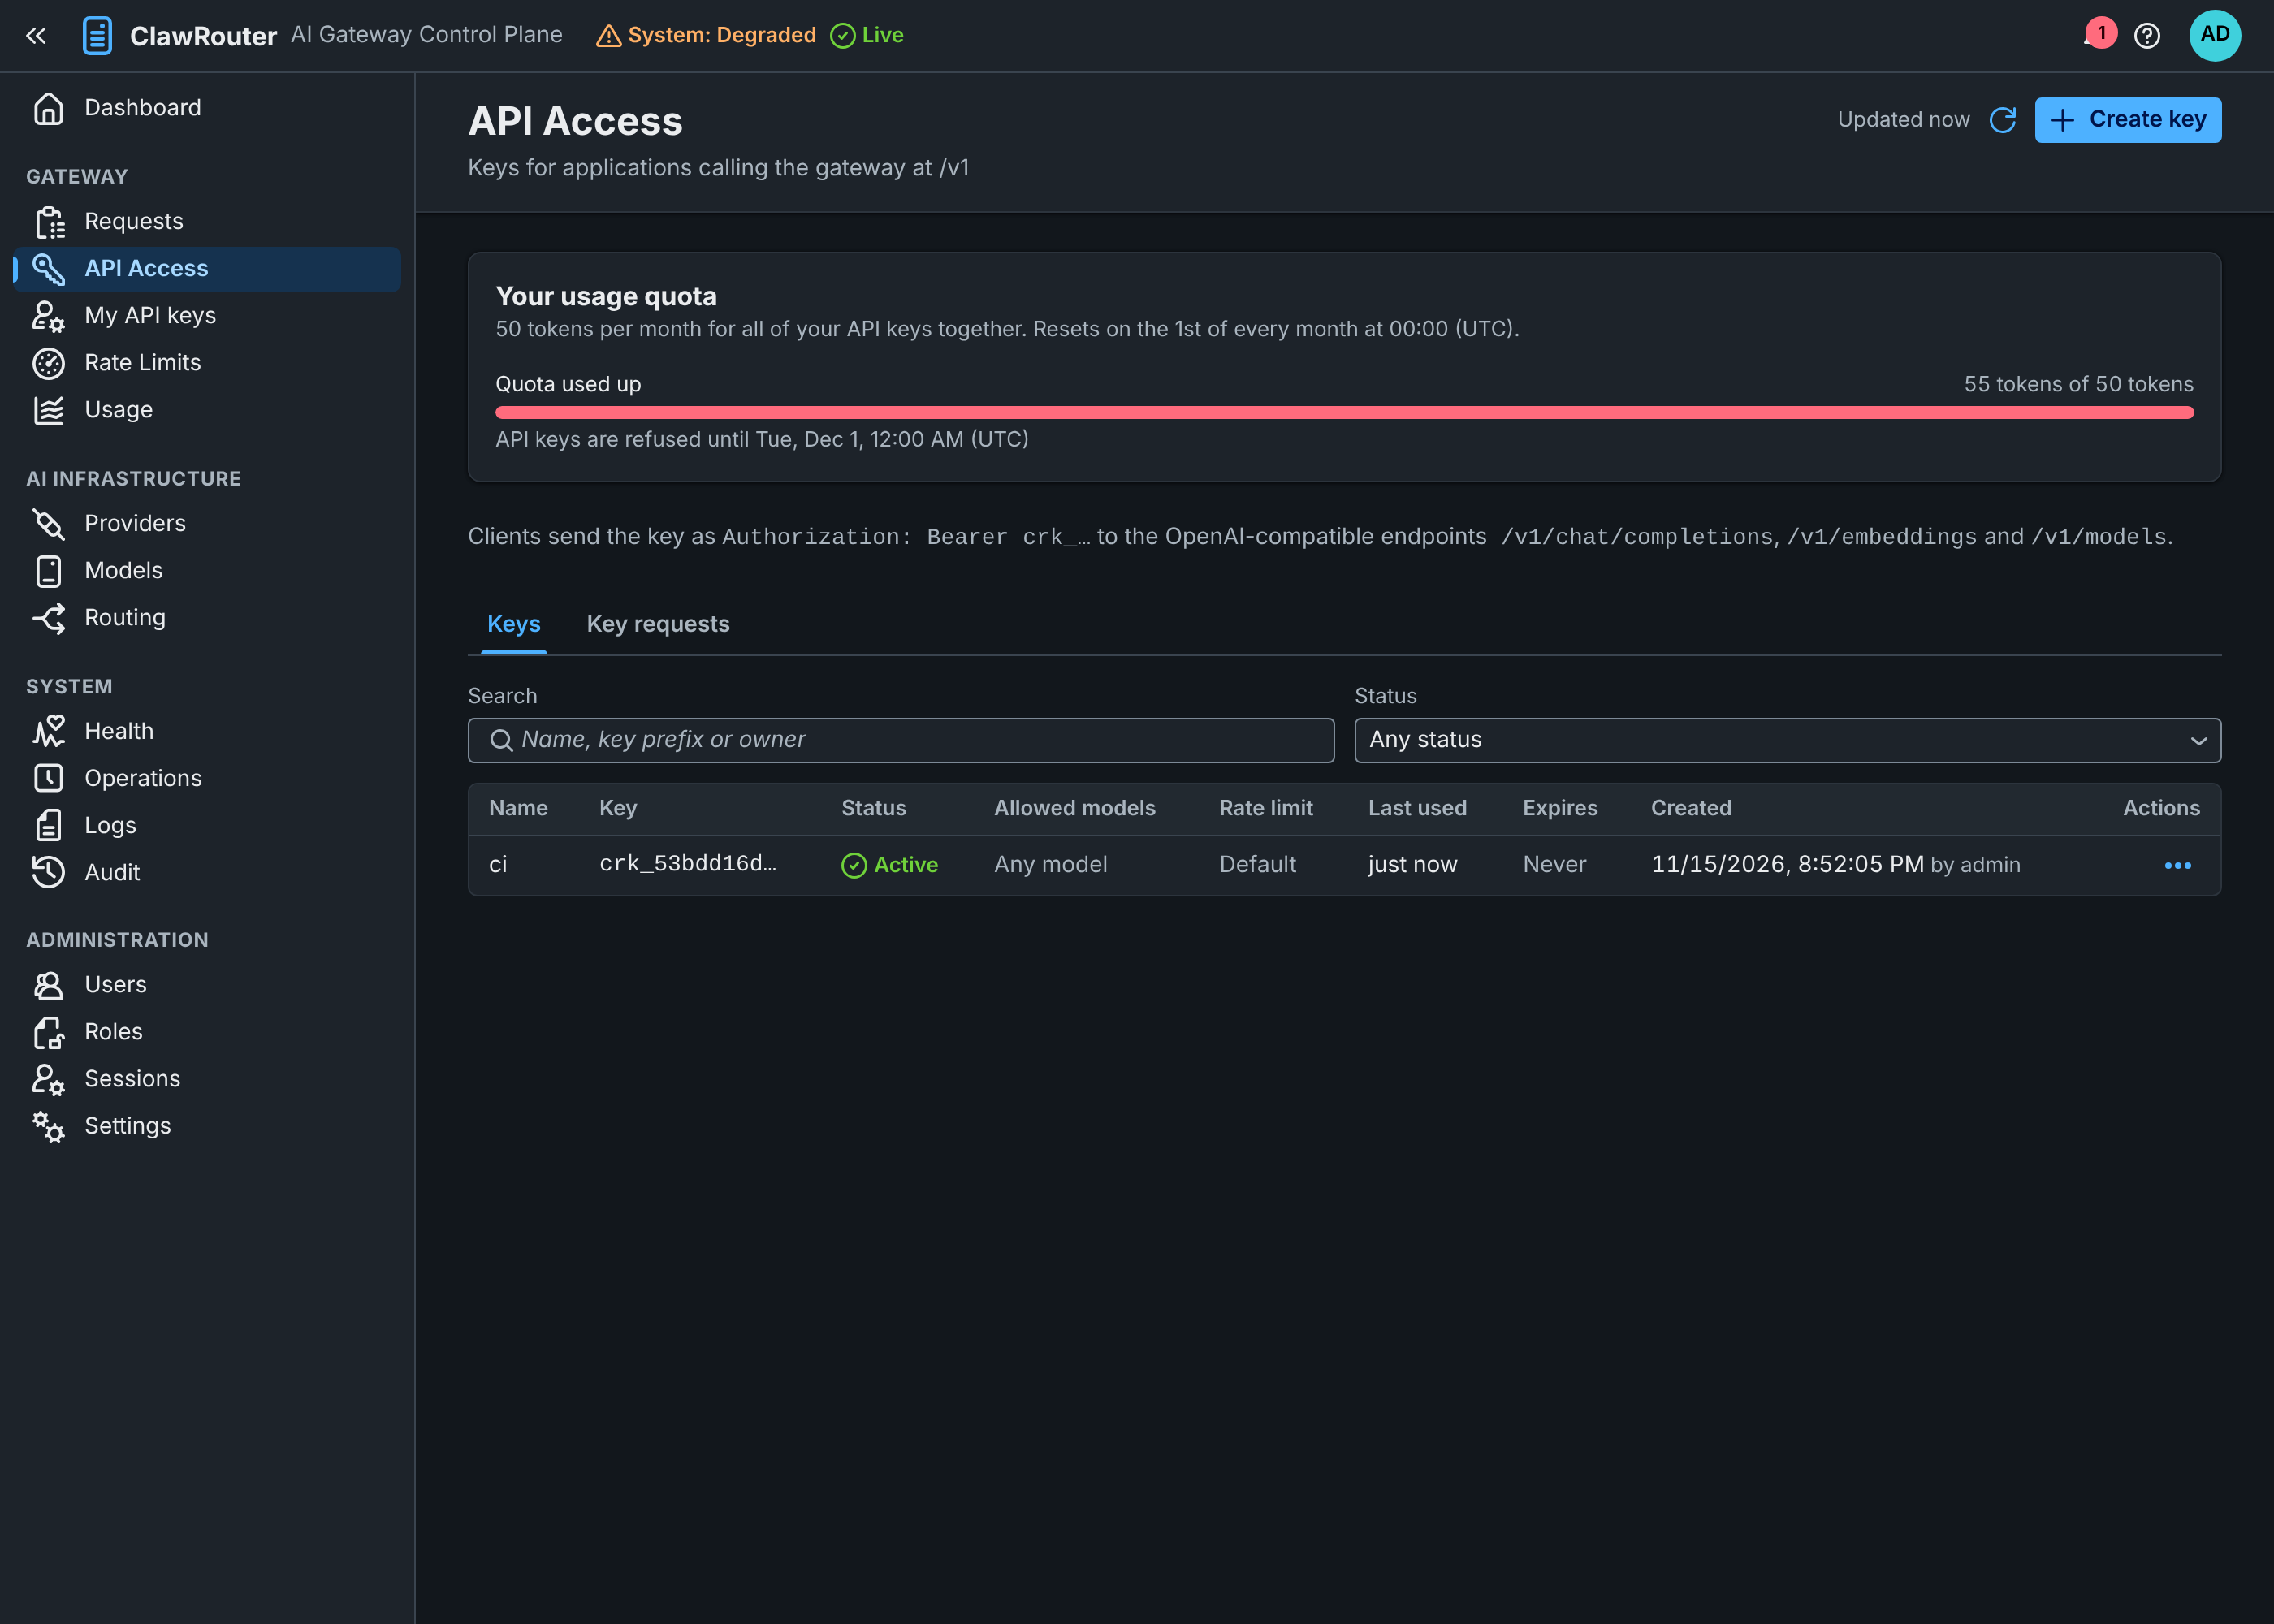 ClawRouter AI Gateway Control Plane System: Degraded Live 1 AD
Dashboard
GATEWAY
Requests
API Access
My API keys
Rate Limits
Usage
AI INFRASTRUCTURE
Providers
Models
Routing
SYSTEM
Health
Operations
Logs
Audit
ADMINISTRATION
Users
Roles
Sessions
Settings
API Access
Updated now
Create key
Keys for applications calling the gateway at /v1
Your usage quota
50 tokens per month for all of your API keys together. Resets on the 1st of every month at 00:00 (UTC).
Quota used up 55 tokens of 50 tokens
API keys are refused until Tue, Dec 1, 12:00 AM (UTC)
Clients send the key as Authorization: Bearer crk_… to the OpenAI-compatible endpoints /v1/chat/completions, /v1/embeddings and /v1/models.
Keys Key requests
Search Status
Name, key prefix or owner Any status
Name Key Status Allowed models Rate limit Last used Expires Created Actions
ci crk_53bdd16d… Active Any model Default just now Never 11/15/2026, 8:52:05 PM by admin